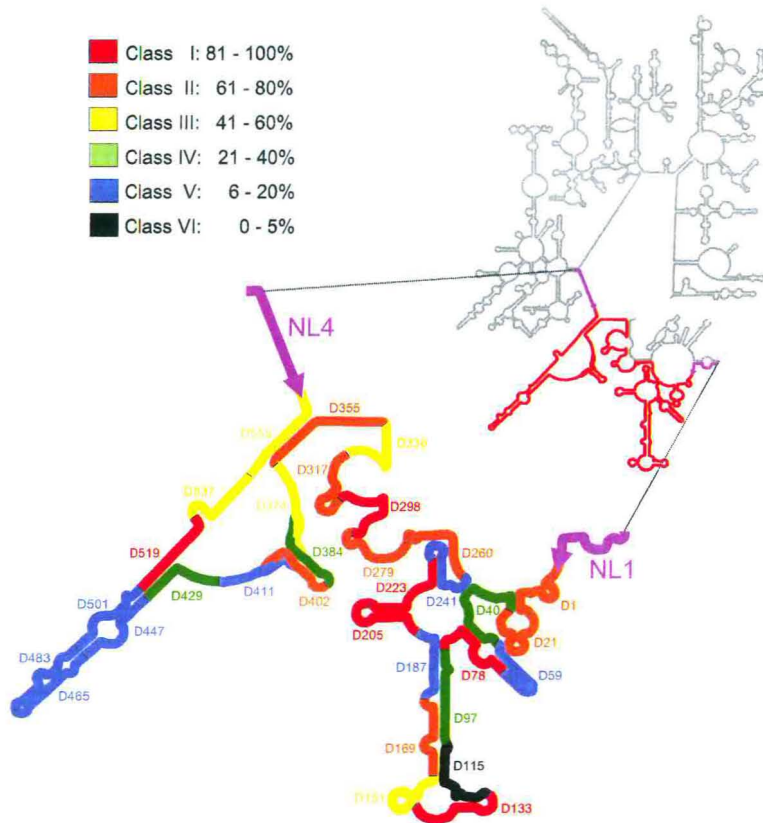 Class I: 81 - 100%
Class II: 61 - 80%
Class III: 41 - 60%
Class IV: 21 - 40%
Class V: 6 - 20%
Class VI: 0 - 5%
NL4
D355
D336
D317
D298
D519
D384
D279
D260
NL1
D223
D1
D501
D429
D411
D402
D241
D40
D447
D205
D21
D483
D187
D78
D59
D465
D97
D169
D115
D133